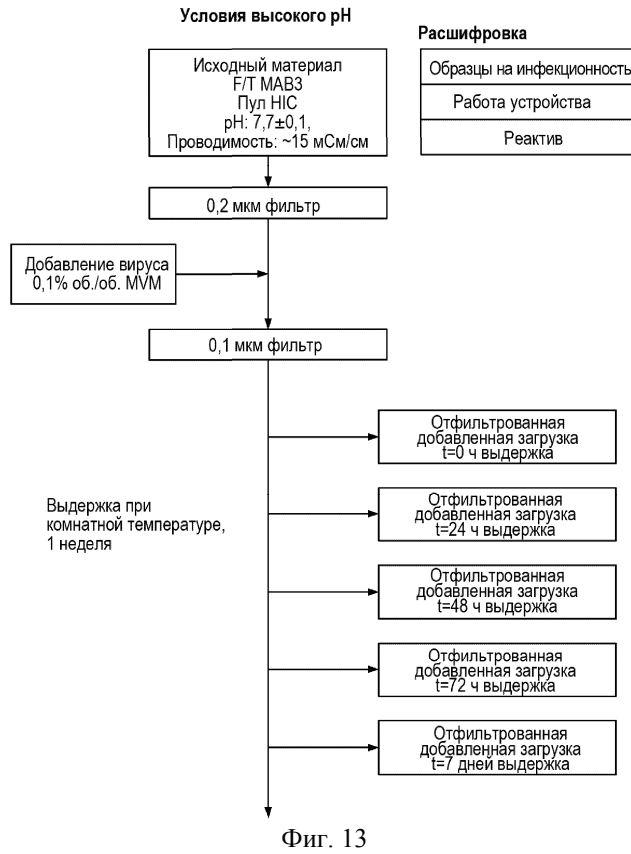 Условия высокого pH
Исходный материал
F/T MAB3
Пул HIC
pH: 7,7±0,1,
Проводимость: ~15 мСм/см
Расшифровка
Образцы на инфекционность
Работа устройства
Реактив
0,2 мкм фильтр
Добавление вируса
0,1% об./об. MVM
0,1 мкм фильтр
Отфильтрованная
добавленная загрузка
t=0 ч выдержка
Выдержка при
комнатной температуре,
1 неделя
Отфильтрованная
добавленная загрузка
t=24 ч выдержка
Отфильтрованная
добавленная загрузка
t=48 ч выдержка
Отфильтрованная
добавленная загрузка
t=72 ч выдержка
Отфильтрованная
добавленная загрузка
t=7 дней выдержка
Фиг. 13